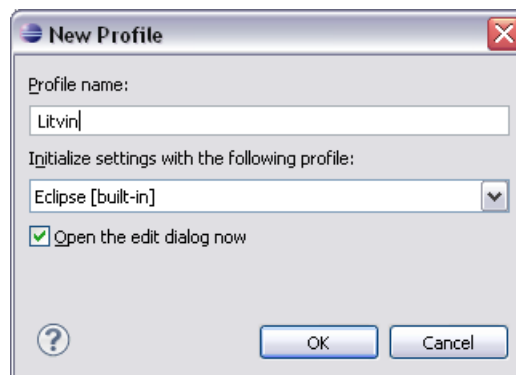 New Profile
Profile name:
Litvin
Initialize settings with the following profile:
Eclipse [built-in]
Open the edit dialog now
?
OK
Cancel